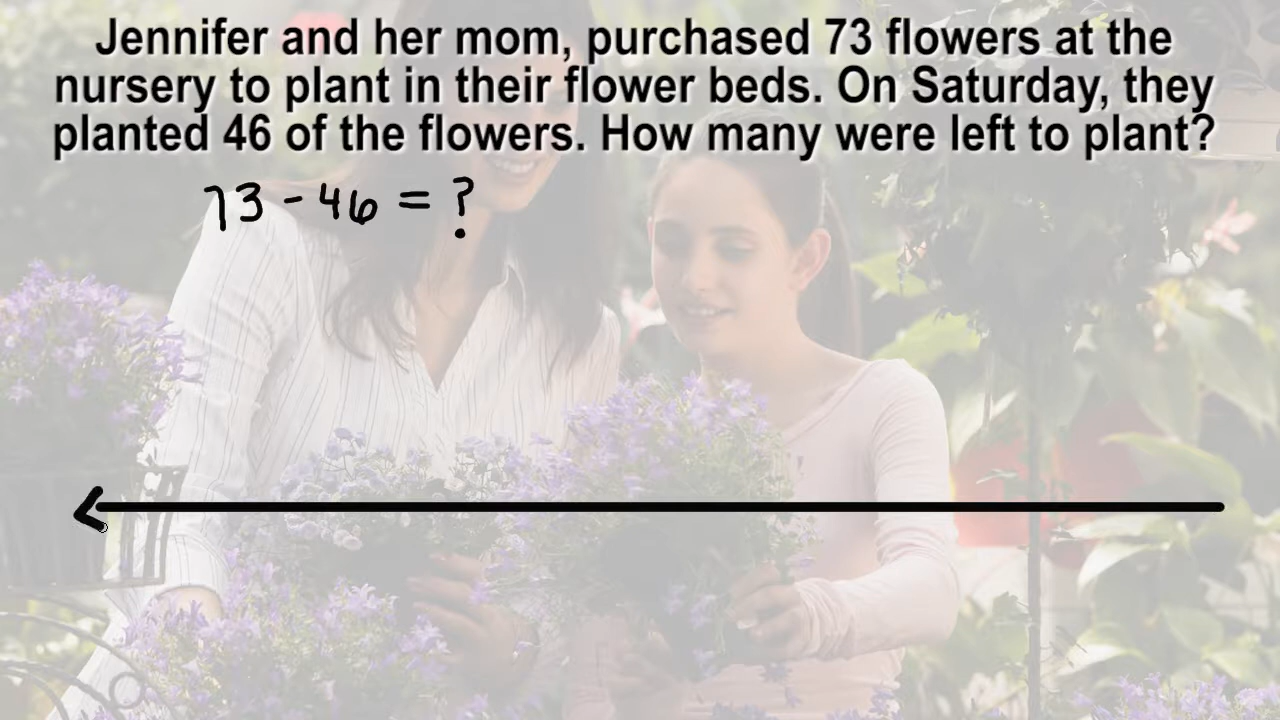 Jennifer and her mom, purchased 73 flowers at the
nursery to plant in their flower beds. On Saturday, they
planted 46 of the flowers. How many were left to plant?
73 - 46 = ?